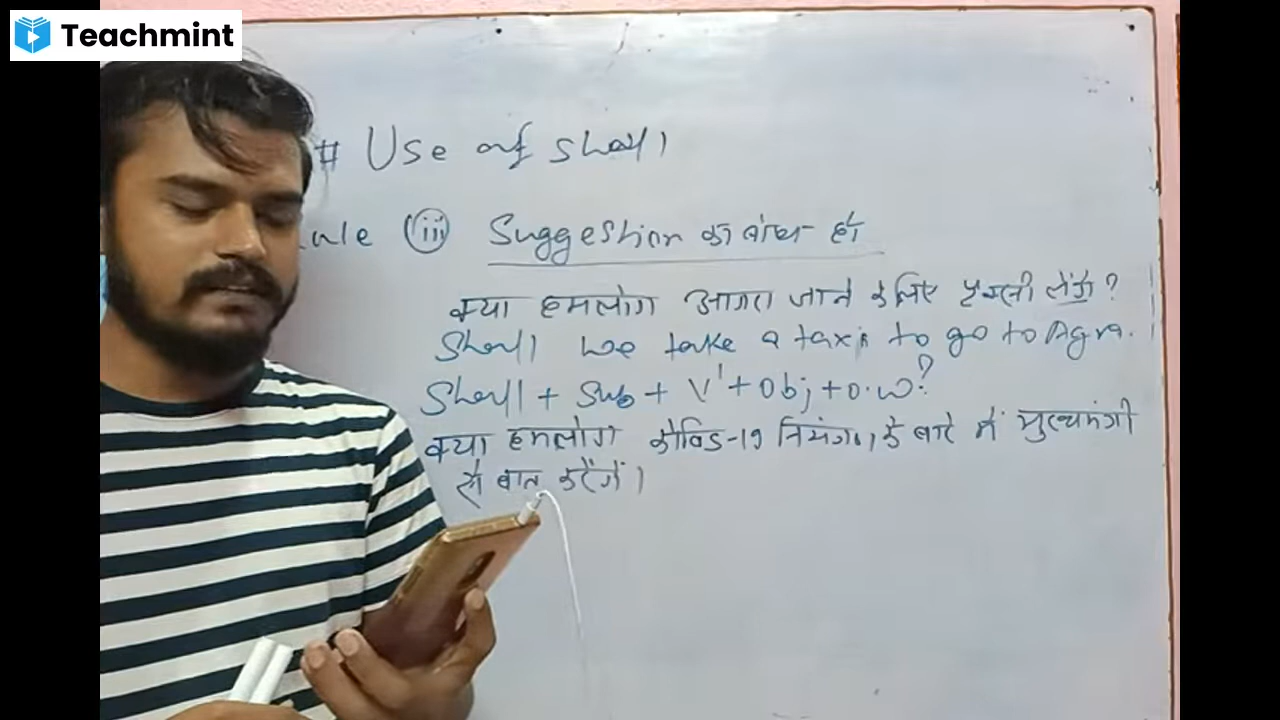 Teachmint
# Use of shall
Rule (iii) Suggestion का बोध हो
क्या हमलोग आगरा जाने के लिए टैक्सी लेंगे?
Shall we take a taxi to go to Agra.
Shall + Sub + V¹ + Obj + O.W?
क्या हमलोग कोविड-19 नियंत्रण के बारे में मुख्यमंत्री
से बात करेंगें।